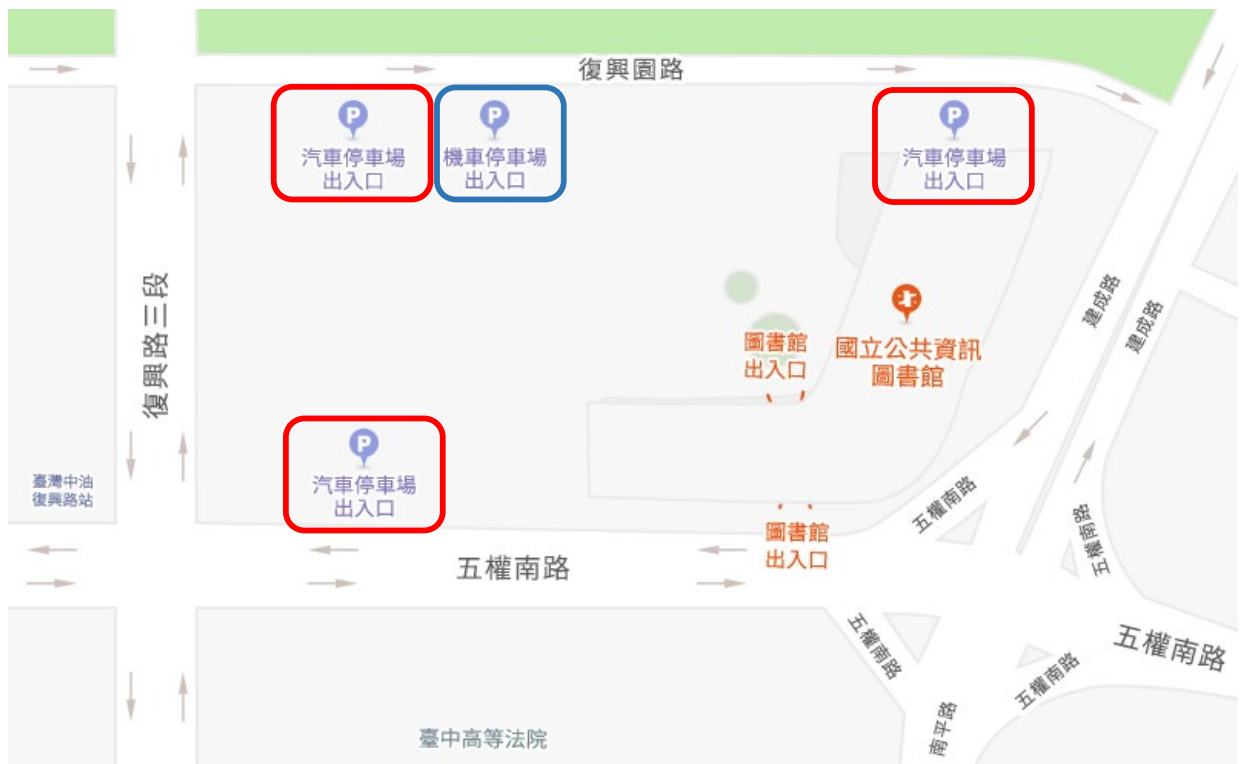 復興園路
P
汽車停車場
出入口
P
機車停車場
出入口
P
汽車停車場
出入口
復興路三段
建成路
建成路
圖書館
出入口
國立公共資訊
圖書館
P
汽車停車場
出入口
臺灣中油
復興路站
五權南路
五權南路
圖書館
出入口
五權南路
五權南路
五權南路
五權南路
南平路
臺中高等法院